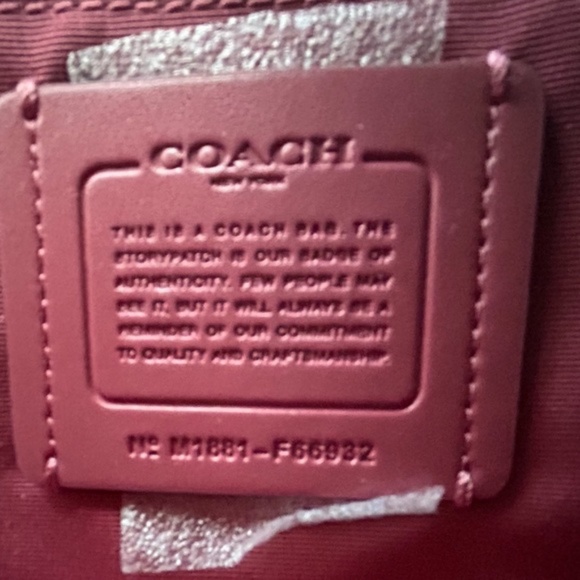 COACH
NEW YORK
THIS IS A COACH BAG. THE
STORYPATCH IS OUR BADGE OF
AUTHENTICITY. FEW PEOPLE MAY
SEE IT, BUT IT WILL ALWAYS BE A
REMINDER OF OUR COMMITMENT
TO QUALITY AND CRAFTSMANSHIP.
Nº M1881-F66932